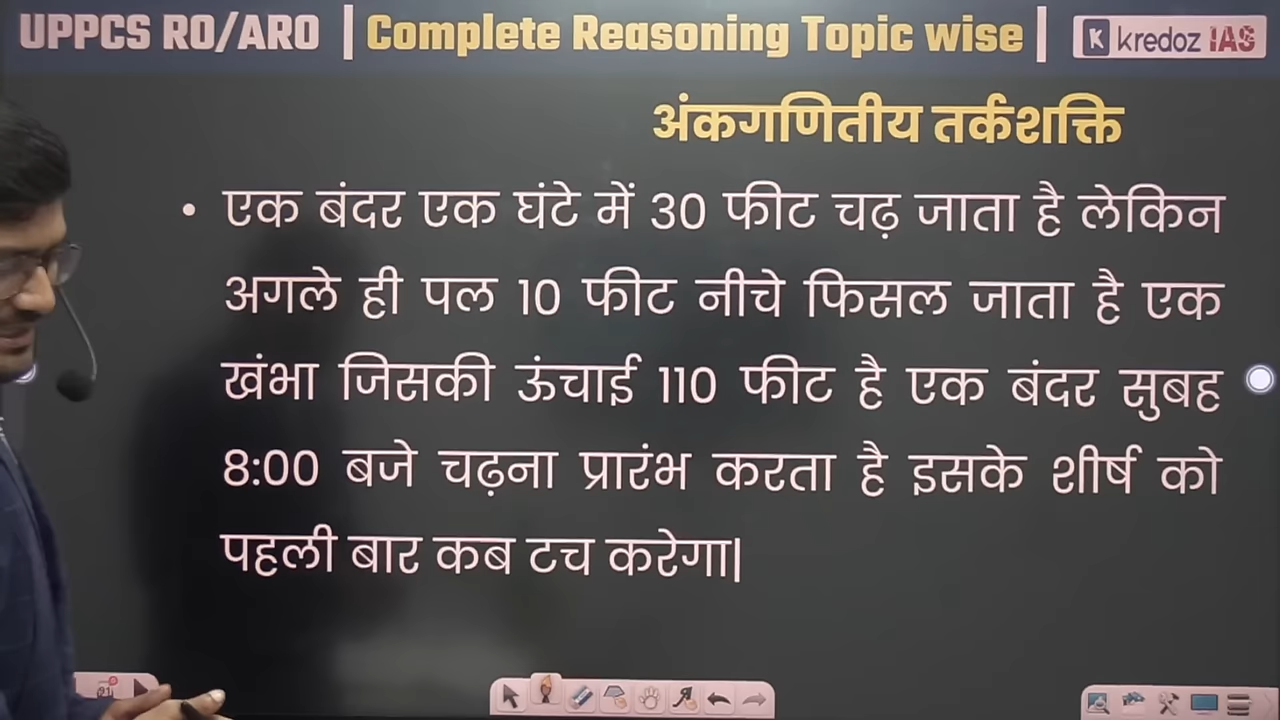 UPPCS RO/ARO | Complete Reasoning Topic wise | K kredoz IAS
अंकगणितीय तर्कशक्ति
• एक बंदर एक घंटे में 30 फीट चढ़ जाता है लेकिन
अगले ही पल 10 फीट नीचे फिसल जाता है एक
खंभा जिसकी ऊंचाई 110 फीट है एक बंदर सुबह
8:00 बजे चढ़ना प्रारंभ करता है इसके शीर्ष को
पहली बार कब टच करेगा|